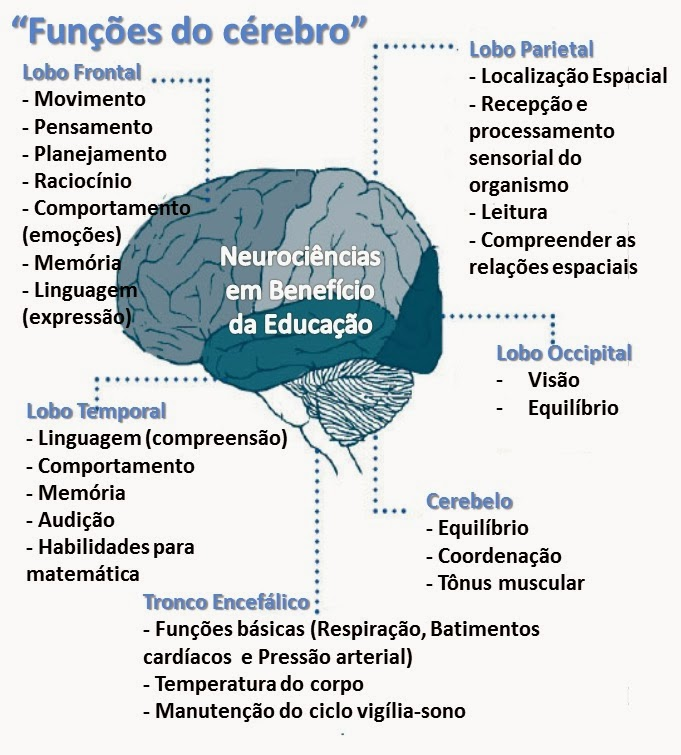 “Funções do cérebro”
Lobo Frontal
- Movimento
- Pensamento
- Planejamento
- Raciocínio
- Comportamento
(emoções)
- Memória
- Linguagem
(expressão)
Lobo Parietal
- Localização Espacial
- Recepção e
processamento
sensorial do
organismo
- Leitura
- Compreender as
relações espaciais
Neurociências
em Benefício
da Educação
Lobo Occipital
- Visão
- Equilíbrio
Lobo Temporal
- Linguagem (compreensão)
- Comportamento
- Memória
- Audição
- Habilidades para
matemática
Cerebelo
- Equilíbrio
- Coordenação
- Tônus muscular
Tronco Encefálico
- Funções básicas (Respiração, Batimentos
cardíacos e Pressão arterial)
- Temperatura do corpo
- Manutenção do ciclo vigília-sono